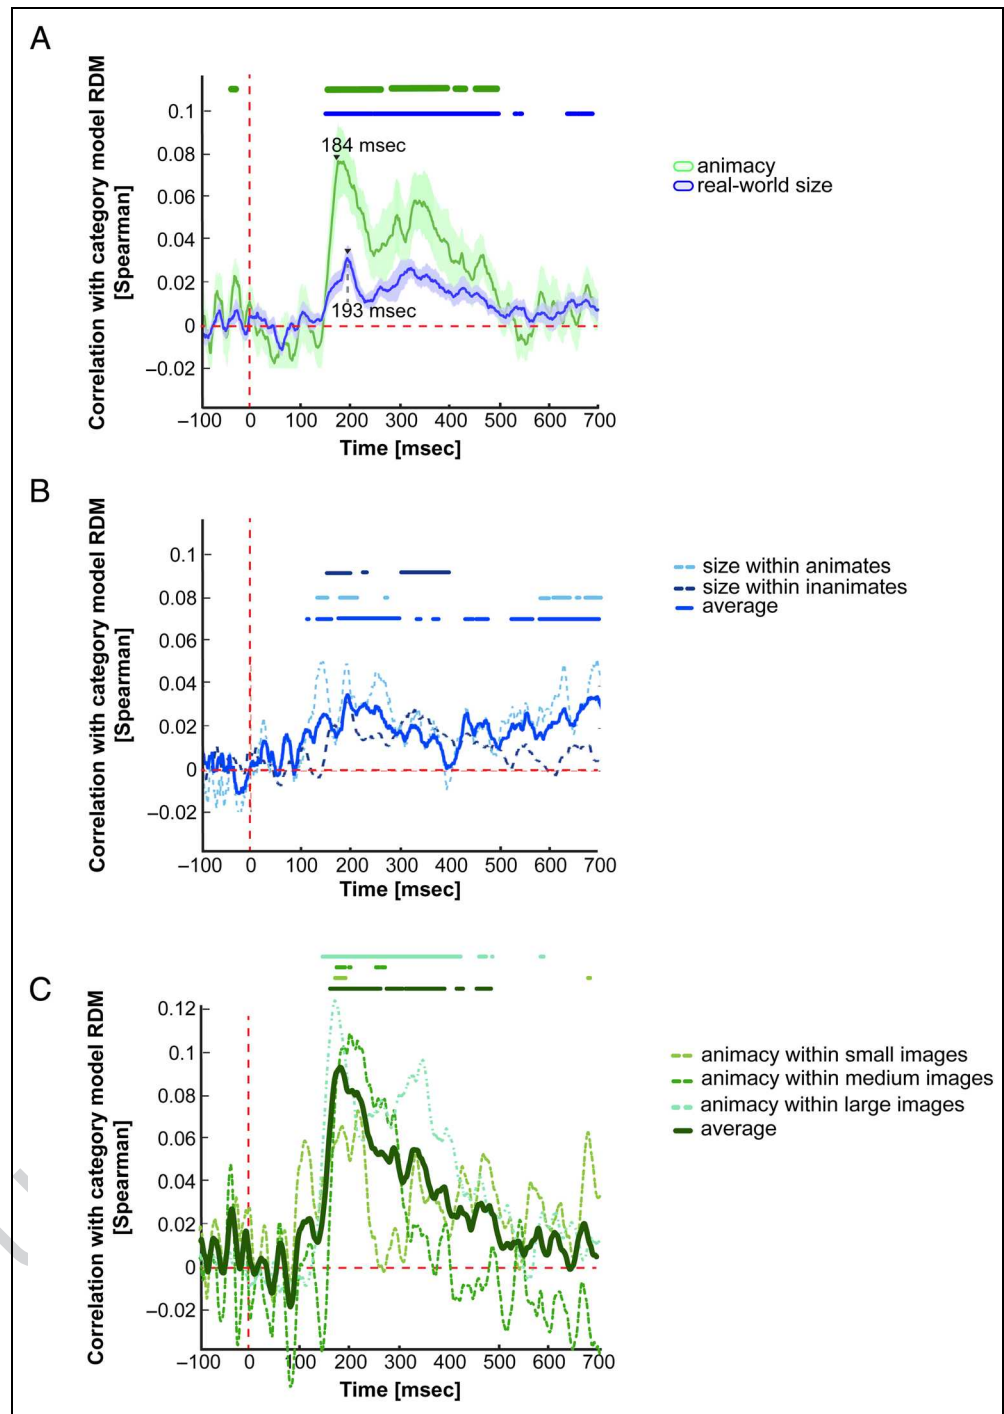 A
Correlation with category model RDM
[Spearman]
0.1
0.08
0.06
0.04
0.02
0
–0.02
184 msec
193 msec
animacy
real-world size
–100 0 100 200 300 400 500 600 700
Time [msec]
B
Correlation with category model RDM
[Spearman]
0.1
0.08
0.06
0.04
0.02
0
–0.02
size within animates
size within inanimates
average
–100 0 100 200 300 400 500 600 700
Time [msec]
C
Correlation with category model RDM
[Spearman]
0.12
0.1
0.08
0.06
0.04
0.02
0
–0.02
animacy within small images
animacy within medium images
animacy within large images
average
–100 0 100 200 300 400 500 600 700
Time [msec]